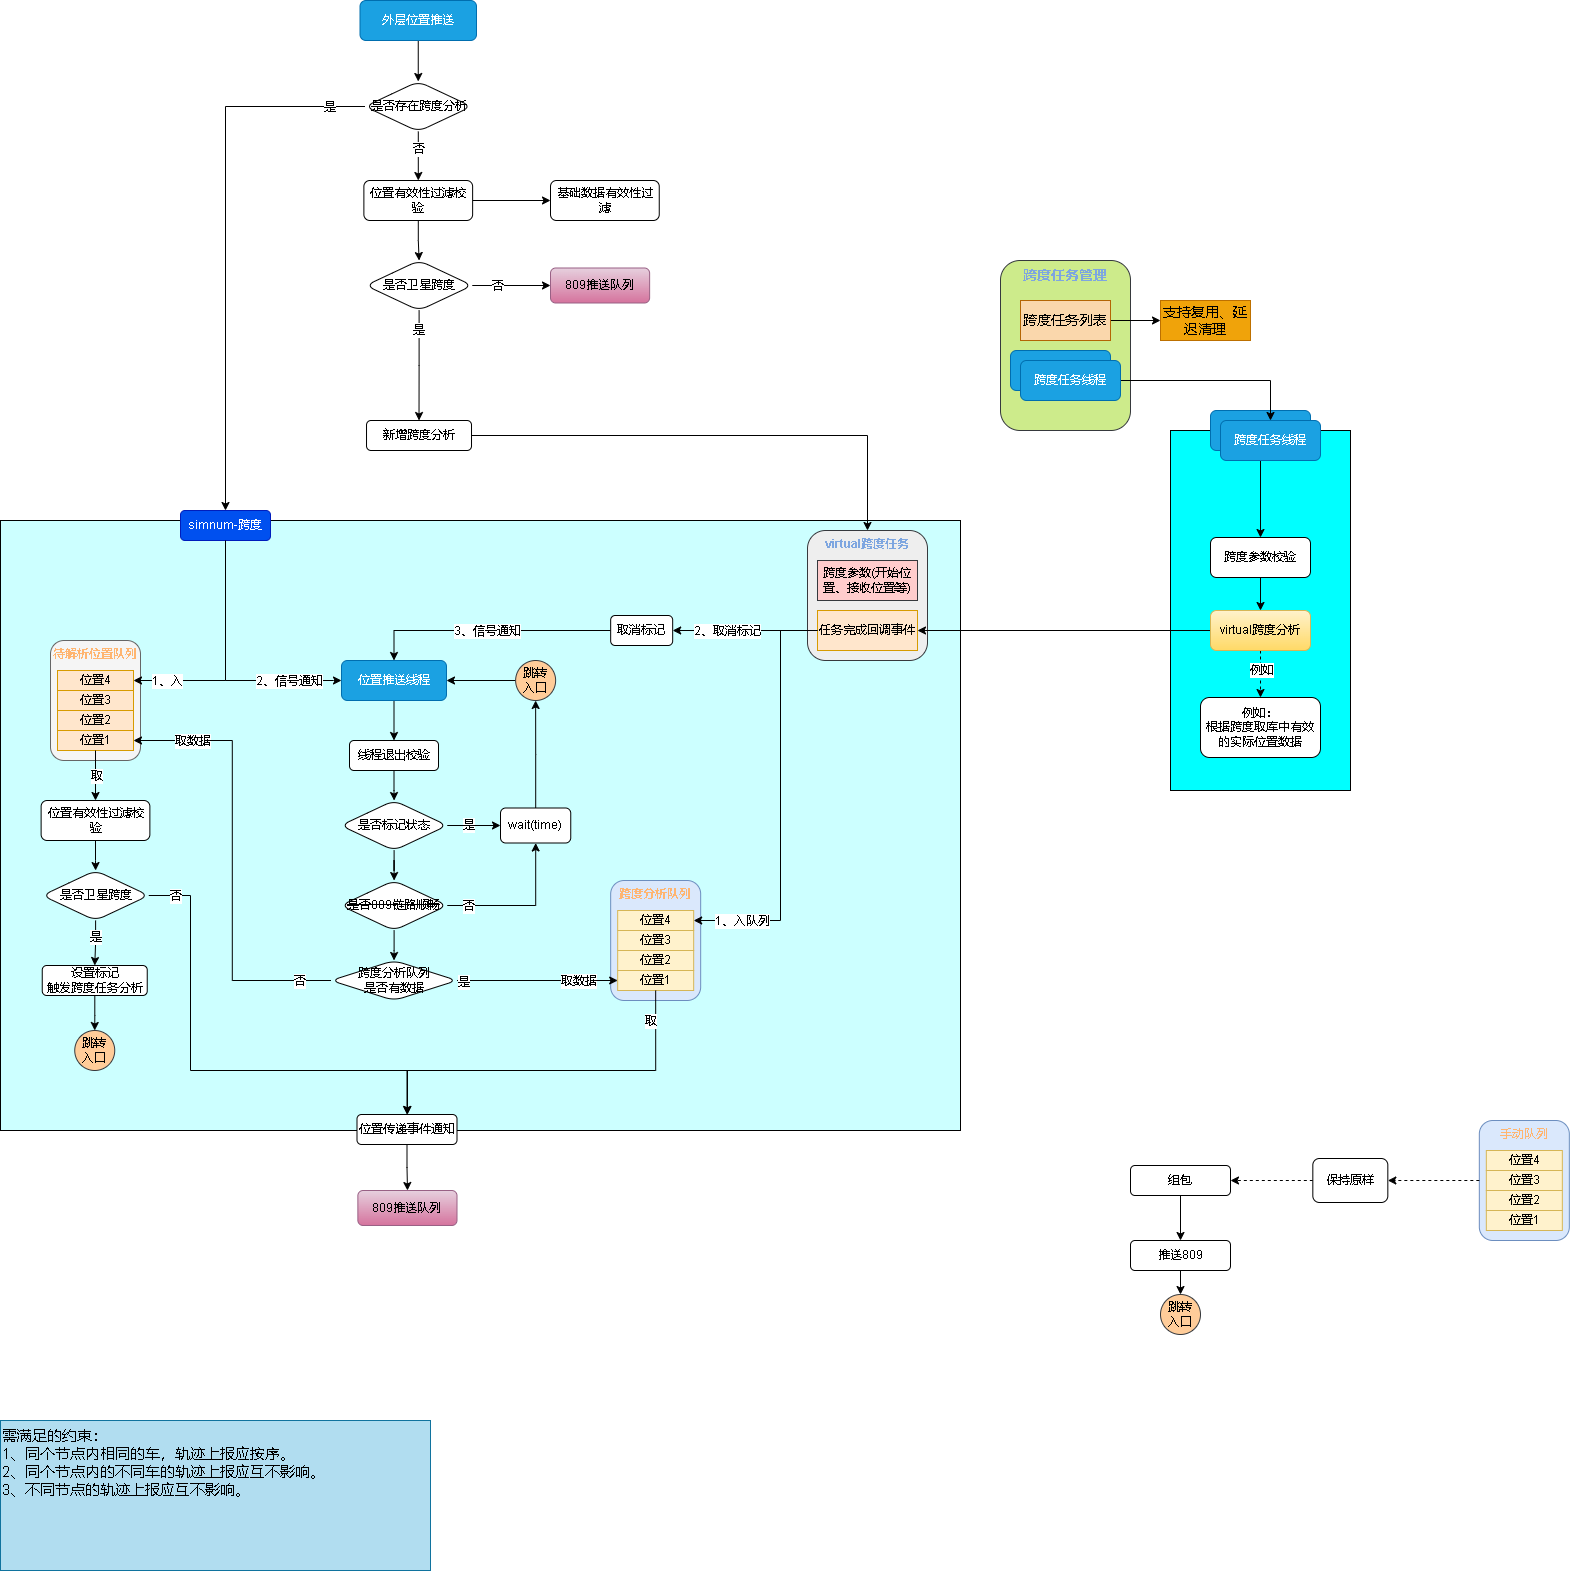 外层位置推送
是否存在跨度分析
是
否
位置有效性过滤校
验
基础数据有效性过
滤
是否卫星跨度
否
809推送队列
是
新增跨度分析
跨度任务管理
跨度任务列表
支持复用、延
迟清理
跨度任务线程
跨度任务线程
跨度参数校验
virtual跨度分析
例如
例如：
根据跨度取库中有效
的实际位置数据
simnum-跨度
virtual跨度任务
跨度参数(开始位
置、接收位置等)
任务完成回调事件
2、取消标记
取消标记
3、信号通知
待解析位置队列
位置4
位置3
位置2
位置1
1、入
2、信号通知
位置推送线程
跳转
入口
取数据
线程退出校验
取
位置有效性过滤校
验
是否标记状态
是
wait(time)
是否卫星跨度
否
是否009链路顺畅
否
跨度分析队列
位置4
位置3
位置2
位置1
1、入队列
是
设置标记
触发跨度任务分析
否
跨度分析队列
是否有数据
是
取数据
取
跳转
入口
位置传递事件通知
809推送队列
手动队列
位置4
位置3
位置2
位置1
保持原样
组包
推送809
跳转
入口
需满足的约束：
1、同个节点内相同的车，轨迹上报应按序。
2、同个节点内的不同车的轨迹上报应互不影响。
3、不同节点的轨迹上报应互不影响。